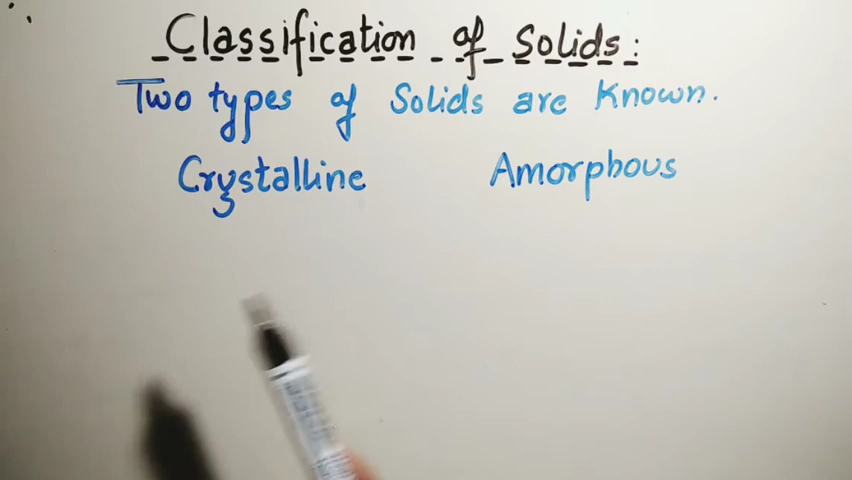 Classification of Solids:
Two types of Solids are Known.
Crystalline Amorphous